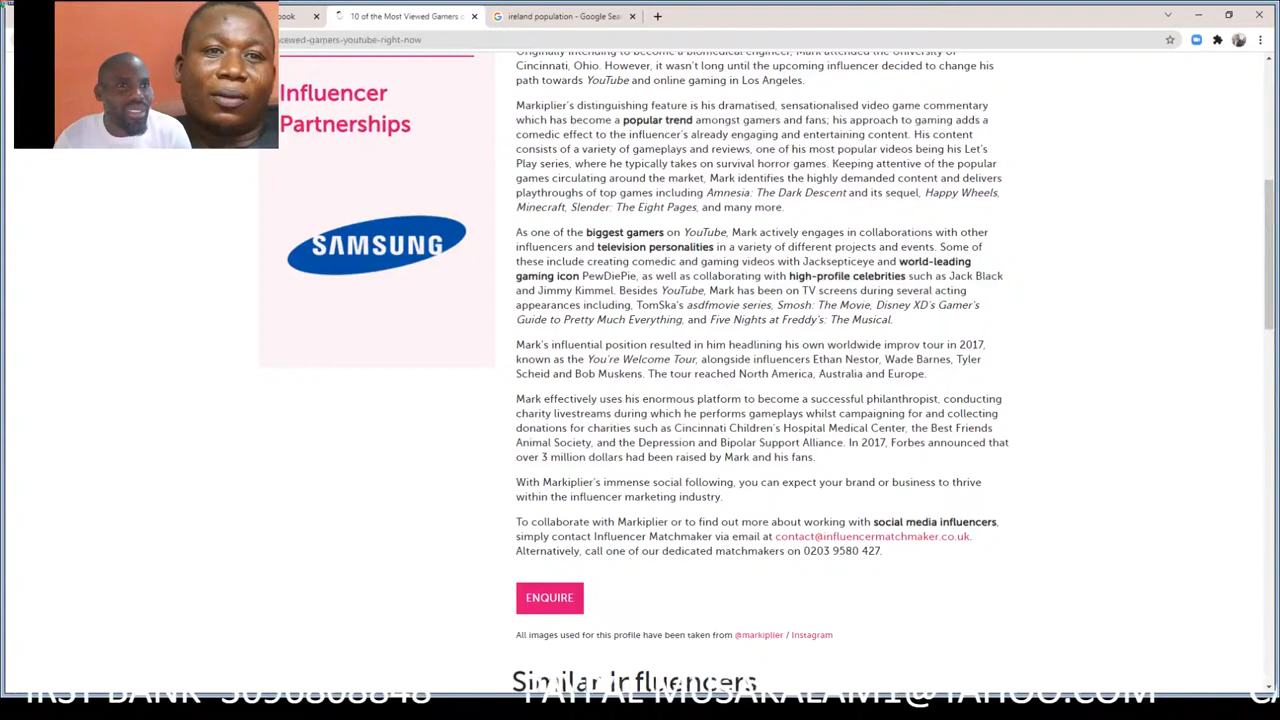 ook
10 of the Most Viewed Gamers o
ireland population - Google Sea
ewed-gamers-youtube-right-now
Originally intending to become a biomedical engineer, Mark attended the University of
Cincinnati, Ohio. However, it wasn't long until the upcoming influencer decided to change his
path towards YouTube and online gaming in Los Angeles.
Influencer
Partnerships
SAMSUNG
Markiplier's distinguishing feature is his dramatised, sensationalised video game commentary
which has become a popular trend amongst gamers and fans; his approach to gaming adds a
comedic effect to the influencer's already engaging and entertaining content. His content
consists of a variety of gameplays and reviews, one of his most popular videos being his Let's
Play series, where he typically takes on survival horror games. Keeping attentive of the popular
games circulating around the market, Mark identifies the highly demanded content and delivers
playthroughs of top games including Amnesia: The Dark Descent and its sequel, Happy Wheels,
Minecraft, Slender: The Eight Pages, and many more.
As one of the biggest gamers on YouTube, Mark actively engages in collaborations with other
influencers and television personalities in a variety of different projects and events. Some of
these include creating comedic and gaming videos with Jacksepticeye and world-leading
gaming icon PewDiePie, as well as collaborating with high-profile celebrities such as Jack Black
and Jimmy Kimmel. Besides YouTube, Mark has been on TV screens during several acting
appearances including, TomSka's asdfmovie series, Smosh: The Movie, Disney XD's Gamer's
Guide to Pretty Much Everything, and Five Nights at Freddy's: The Musical.
Mark's influential position resulted in him headlining his own worldwide improv tour in 2017,
known as the You're Welcome Tour, alongside influencers Ethan Nestor, Wade Barnes, Tyler
Scheid and Bob Muskens. The tour reached North America, Australia and Europe.
Mark effectively uses his enormous platform to become a successful philanthropist, conducting
charity livestreams during which he performs gameplays whilst campaigning for and collecting
donations for charities such as Cincinnati Children's Hospital Medical Center, the Best Friends
Animal Society, and the Depression and Bipolar Support Alliance. In 2017, Forbes announced that
over 3 million dollars had been raised by Mark and his fans.
With Markiplier's immense social following, you can expect your brand or business to thrive
within the influencer marketing industry.
To collaborate with Markiplier or to find out more about working with social media influencers,
simply contact Influencer Matchmaker via email at contact@influencermatchmaker.co.uk.
Alternatively, call one of our dedicated matchmakers on 0203 9580 427.
ENQUIRE
All images used for this profile have been taken from @markiplier / Instagram
Similar Influencers
BANK 3090808848 PAYPAL MUSAKALAM1@YAHOO.COM